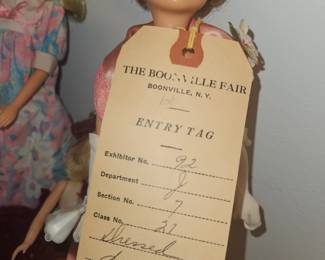 THE BOONVILLE FAIR
BOONVILLE, N. Y.
ENTRY TAG
Exhibitor No. 92
Department J
Section No. 7
Class No. 21
Dressed